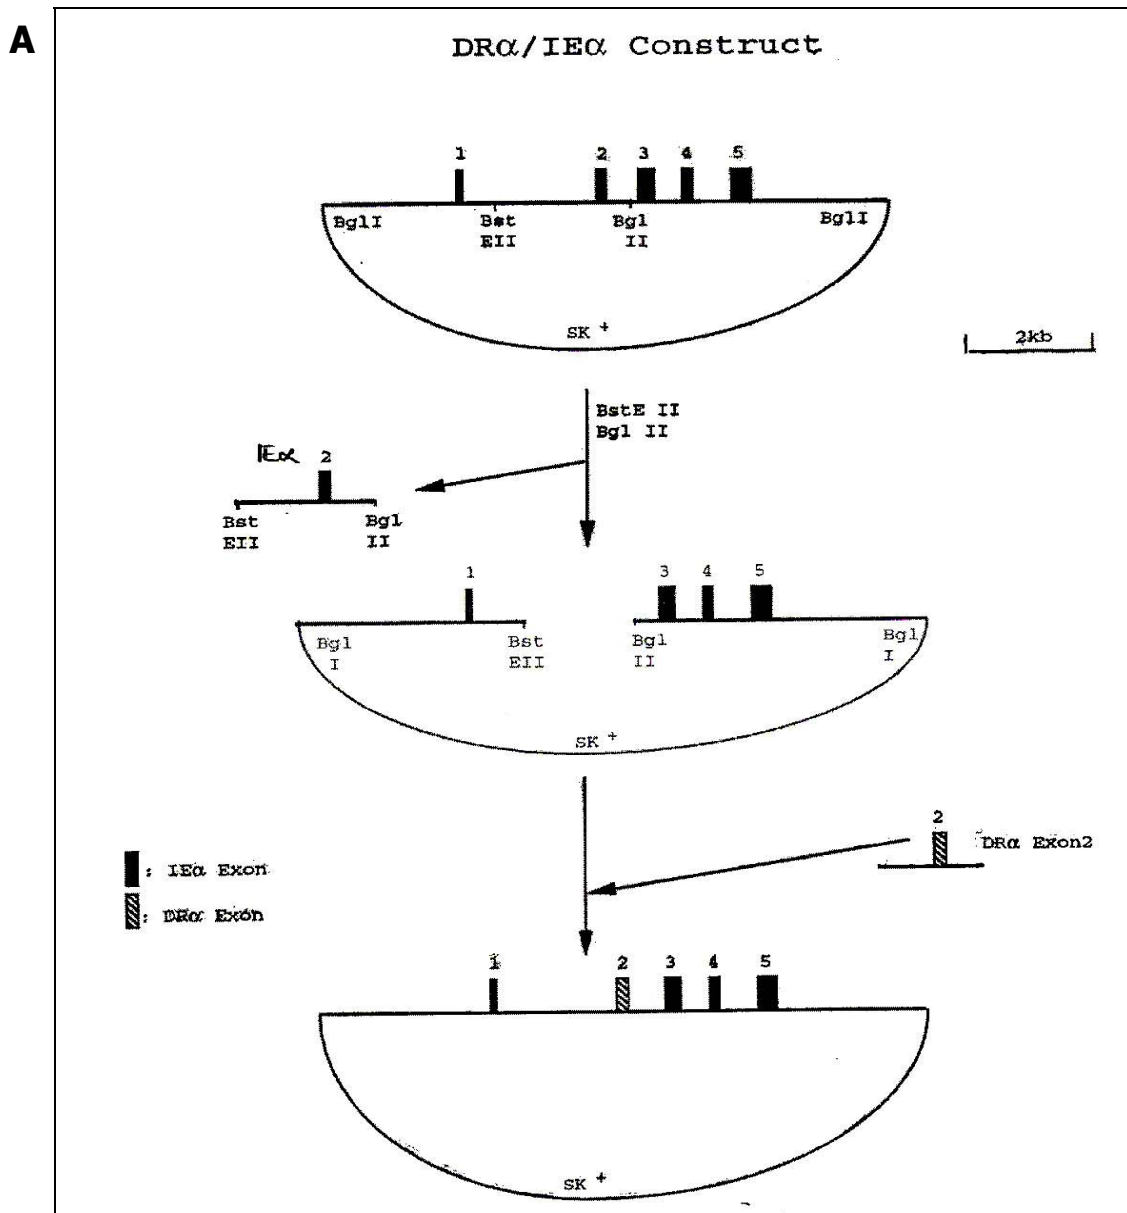 A
DRα/IEα Construct
1 2 3 4 5
BglI Bst Bgl BglI
EII II
SK +
2kb
BstE II
Bgl II
IEα 2
Bst Bgl
EII II
1 3 4 5
Bgl Bst Bgl Bgl
I EII II I
SK +
2
DRα Exon2
: IEα Exon
: DRα Exon
1 2 3 4 5
SK +